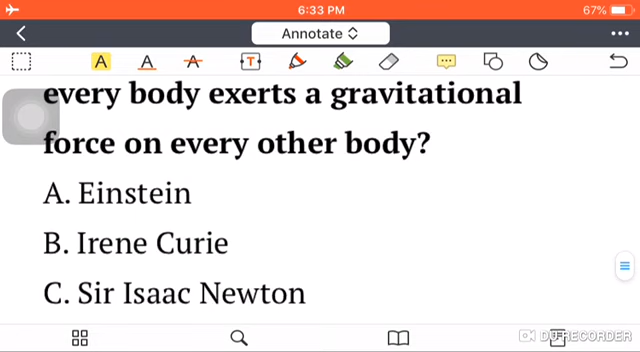 6:33 PM
67%
Annotate
A A A T
every body exerts a gravitational
force on every other body?
A. Einstein
B. Irene Curie
C. Sir Isaac Newton
DU RECORDER